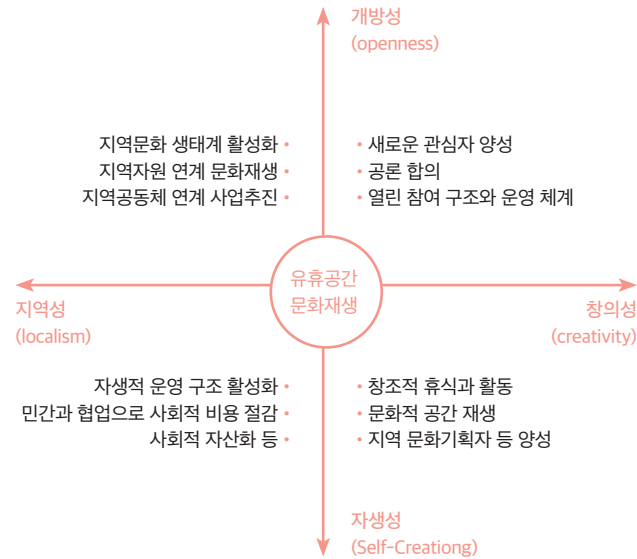 개방성
(openness)
지역문화 생태계 활성화 •
지역자원 연계 문화재생 •
지역공동체 연계 사업추진 •
• 새로운 관심자 양성
• 공론 합의
• 열린 참여 구조와 운영 체계
유휴공간
문화재생
지역성
(localism)
창의성
(creativity)
자생적 운영 구조 활성화 •
민간과 협업으로 사회적 비용 절감 •
사회적 자산화 등 •
• 창조적 휴식과 활동
• 문화적 공간 재생
• 지역 문화기획자 등 양성
자생성
(Self-Creationg)